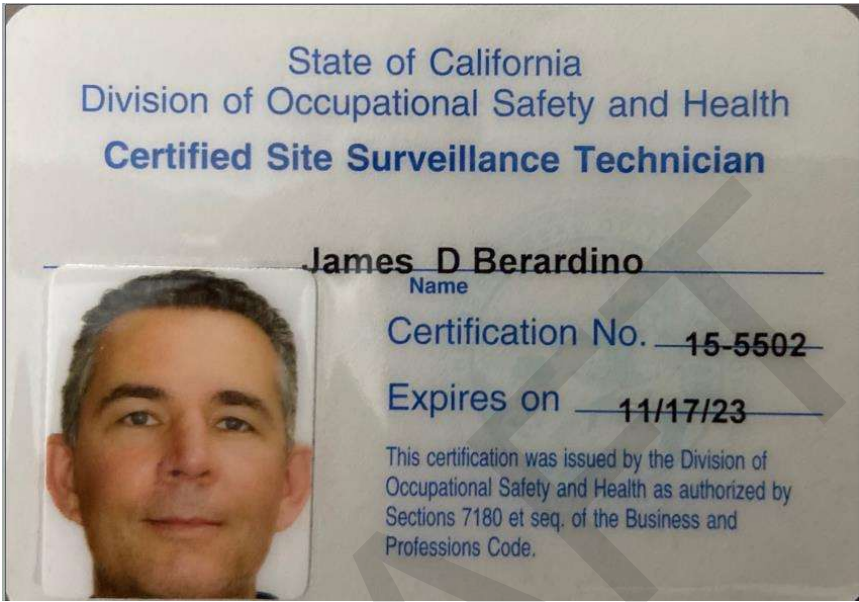 State of California
Division of Occupational Safety and Health
Certified Site Surveillance Technician
James D Berardino
Name
Certification No. 15-5502
Expires on 11/17/23
This certification was issued by the Division of
Occupational Safety and Health as authorized by
Sections 7180 et seq. of the Business and
Professions Code.